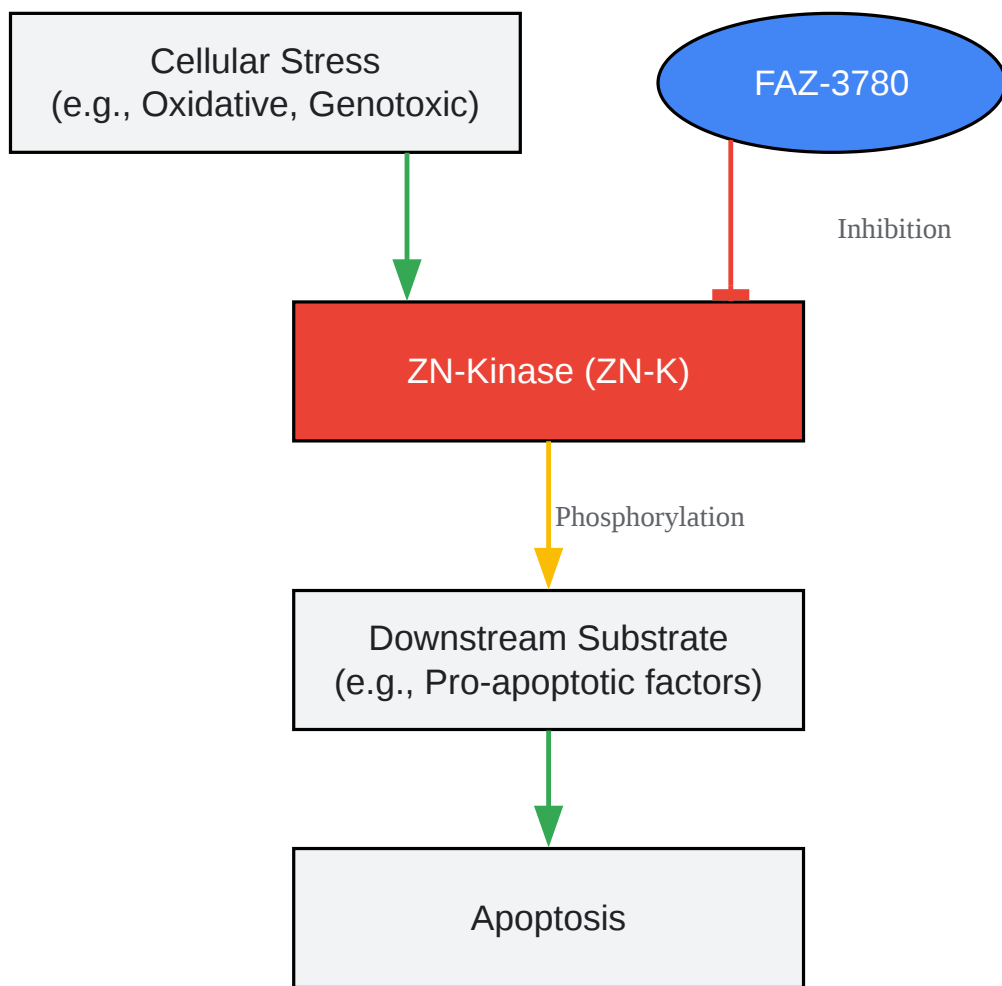 Cellular Stress
(e.g., Oxidative, Genotoxic)
FAZ-3780
Inhibition
ZN-Kinase (ZN-K)
Phosphorylation
Downstream Substrate
(e.g., Pro-apoptotic factors)
Apoptosis